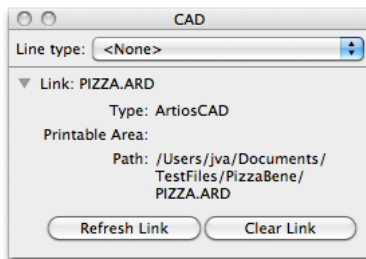 CAD
Line type: <None>
Link: PIZZA.ARD
Type: ArtiosCAD
Printable Area:
Path: /Users/jva/Documents/
TestFiles/PizzaBene/
PIZZA.ARD
Refresh Link Clear Link